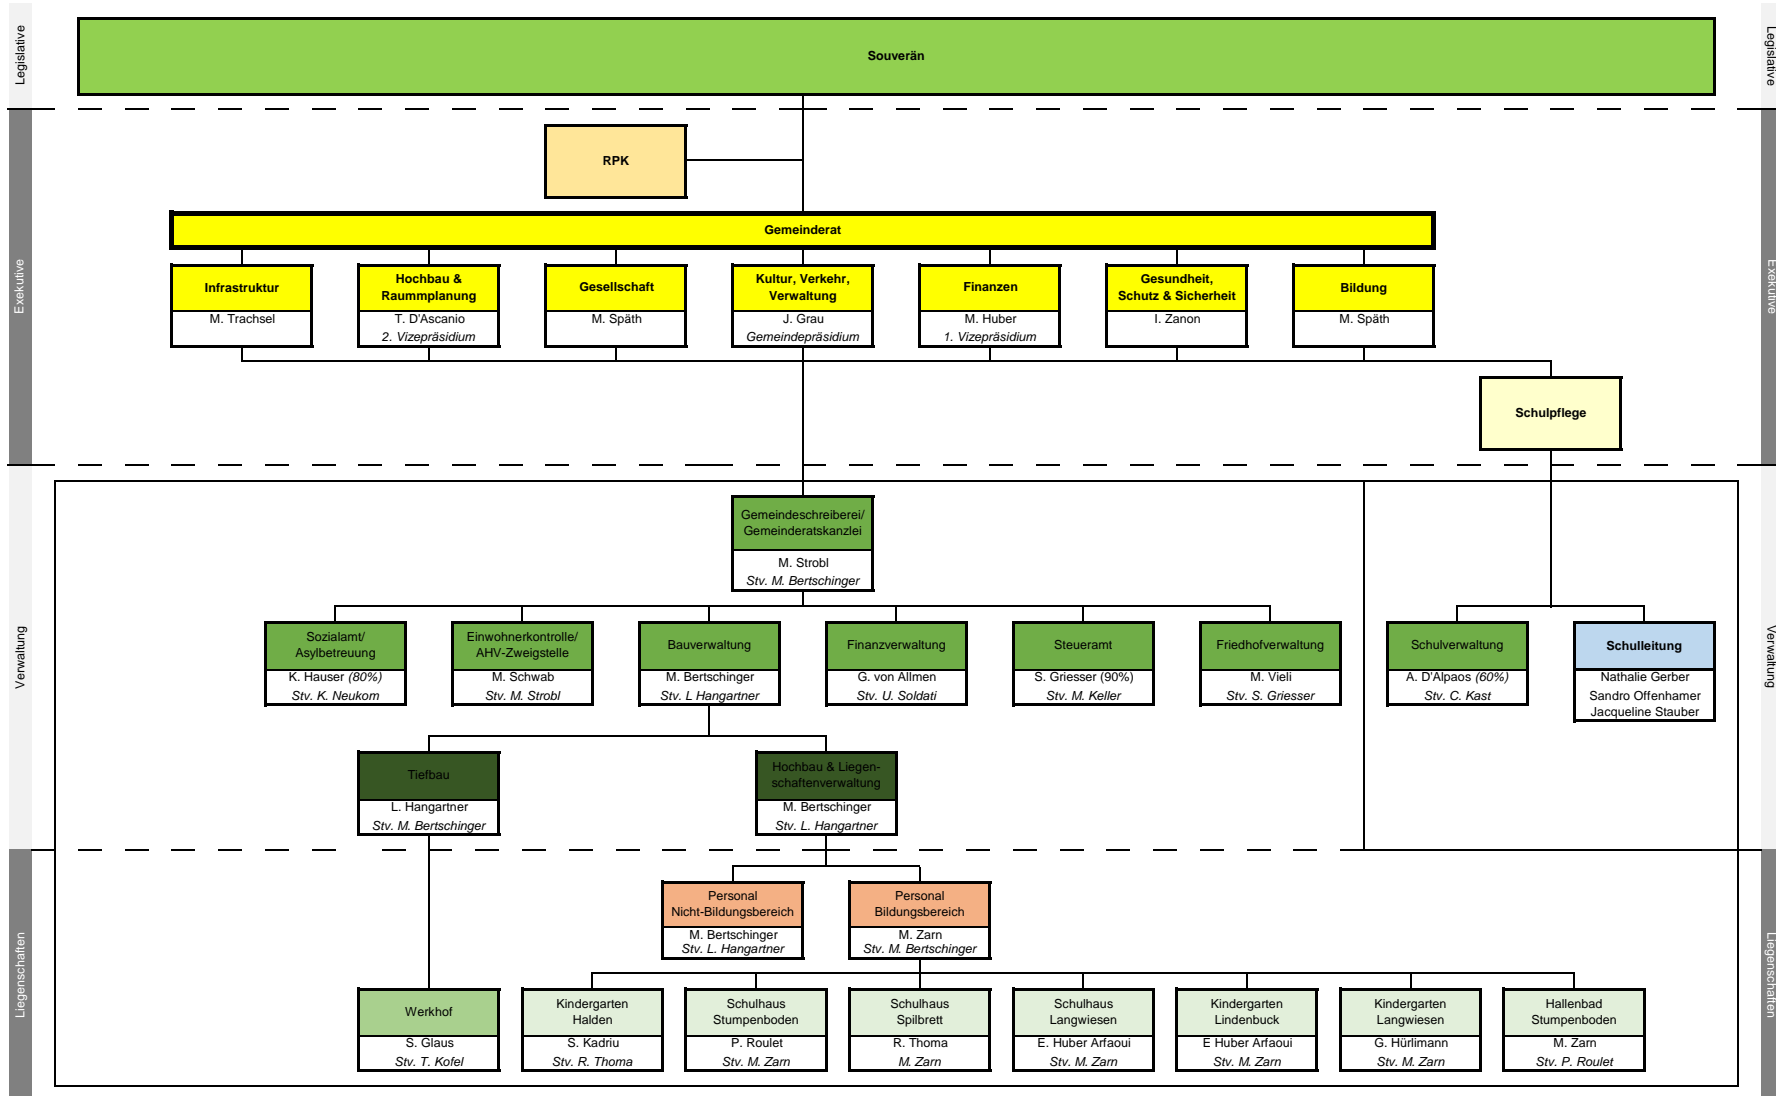 Legislative
Souverän
Legislative
RPK
Exekutive
Exekutive
Gemeinderat
Infrastruktur
M. Trachsel
Hochbau &
Raummplanung
T. D'Ascanio
2. Vizepräsidium
Gesellschaft
M. Späth
Kultur, Verkehr,
Verwaltung
J. Grau
Gemeindepräsidium
Finanzen
M. Huber
1. Vizepräsidium
Gesundheit,
Schutz & Sicherheit
I. Zanon
Bildung
M. Späth
Schulpflege
Verwaltung
Verwaltung
Gemeindeschreiberei/
Gemeinderatskanzlei
M. Strobl
Stv. M. Bertschinger
Sozialamt/
Asylbetreuung
K. Hauser (80%)
Stv. K. Neukom
Einwohnerkontrolle/
AHV-Zweigstelle
M. Schwab
Stv. M. Strobl
Bauverwaltung
M. Bertschinger
Stv. L Hangartner
Finanzverwaltung
G. von Allmen
Stv. U. Soldati
Steueramt
S. Griesser (90%)
Stv. M. Keller
Friedhofverwaltung
M. Vieli
Stv. S. Griesser
Schulverwaltung
A. D'Alpaos (60%)
Stv. C. Kast
Schulleitung
Nathalie Gerber
Sandro Offenhamer
Jacqueline Stauber
Tiefbau
L. Hangartner
Stv. M. Bertschinger
Hochbau & Liegen-
schaftenverwaltung
M. Bertschinger
Stv. L. Hangartner
Liegenschaften
Liegenschaften
Personal
Nicht-Bildungsbereich
M. Bertschinger
Stv. L. Hangartner
Personal
Bildungsbereich
M. Zarn
Stv. M. Bertschinger
Werkhof
S. Glaus
Stv. T. Kofel
Kindergarten
Halden
S. Kadriu
Stv. R. Thoma
Schulhaus
Stumpenboden
P. Roulet
Stv. M. Zarn
Schulhaus
Spilbrett
R. Thoma
M. Zarn
Schulhaus
Langwiesen
E. Huber Arfaoui
Stv. M. Zarn
Kindergarten
Lindenbuck
E Huber Arfaoui
Stv. M. Zarn
Kindergarten
Langwiesen
G. Hürlimann
Stv. M. Zarn
Hallenbad
Stumpenboden
M. Zarn
Stv. P. Roulet